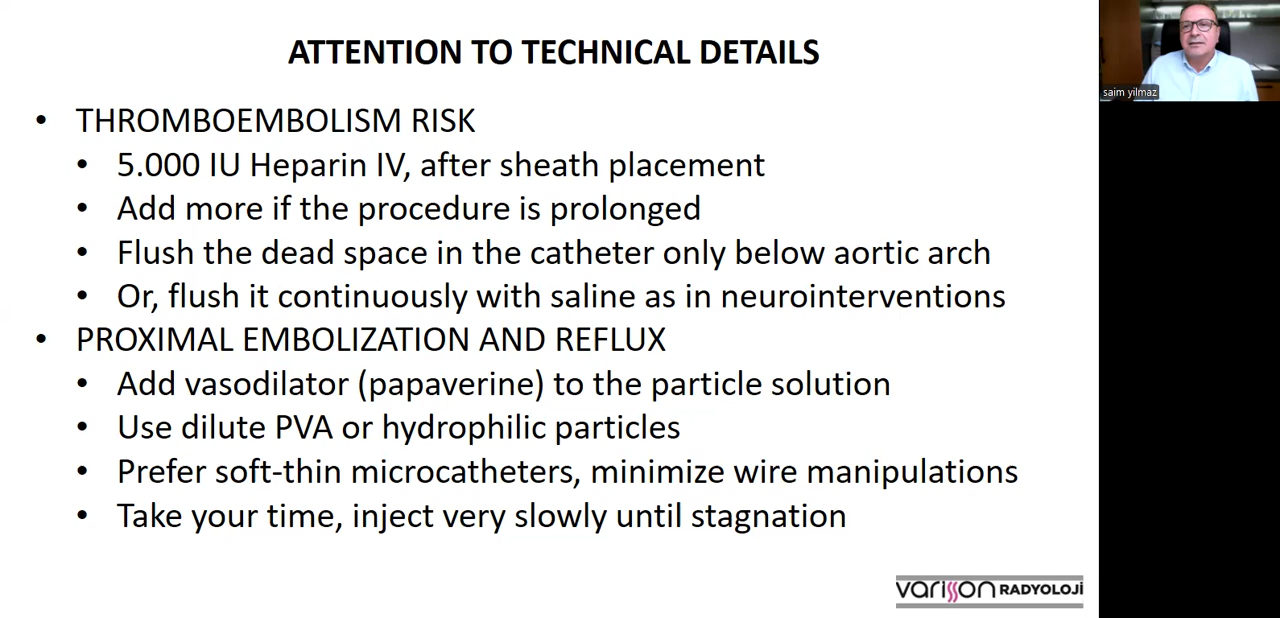 ATTENTION TO TECHNICAL DETAILS
saim yilmaz
• THROMBOEMBOLISM RISK
• 5.000 IU Heparin IV, after sheath placement
• Add more if the procedure is prolonged
• Flush the dead space in the catheter only below aortic arch
• Or, flush it continuously with saline as in neurointerventions
• PROXIMAL EMBOLIZATION AND REFLUX
• Add vasodilator (papaverine) to the particle solution
• Use dilute PVA or hydrophilic particles
• Prefer soft-thin microcatheters, minimize wire manipulations
• Take your time, inject very slowly until stagnation
varisson RADYOLOJİ